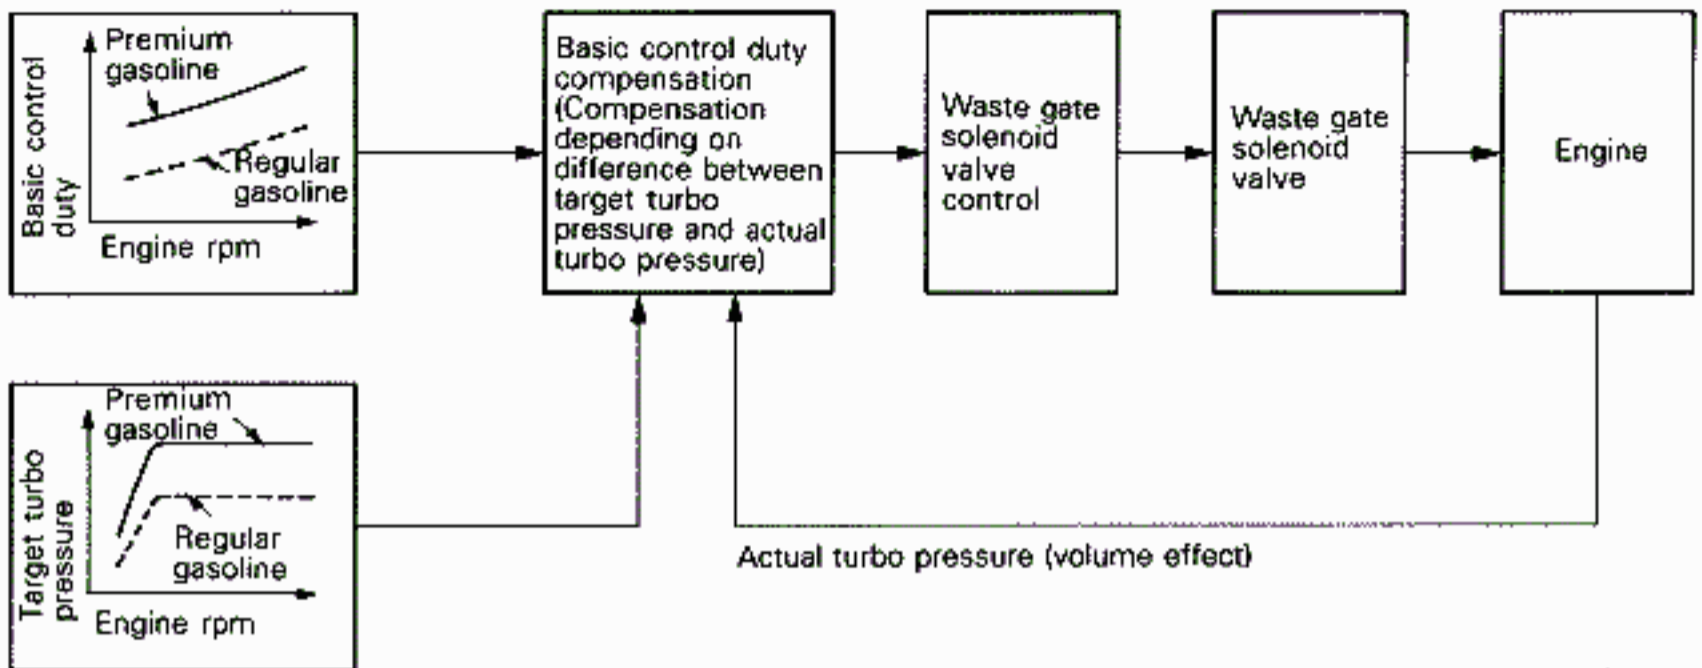 Premium
gasoline
Regular
gasoline
Basic control
duty
Engine rpm
Basic control duty
compensation
(Compensation
depending on
difference between
target turbo
pressure and actual
turbo pressure)
Waste gate
solenoid
valve
control
Waste gate
solenoid
valve
Engine
Premium
gasoline
Regular
gasoline
Target turbo
pressure
Engine rpm
Actual turbo pressure (volume effect)